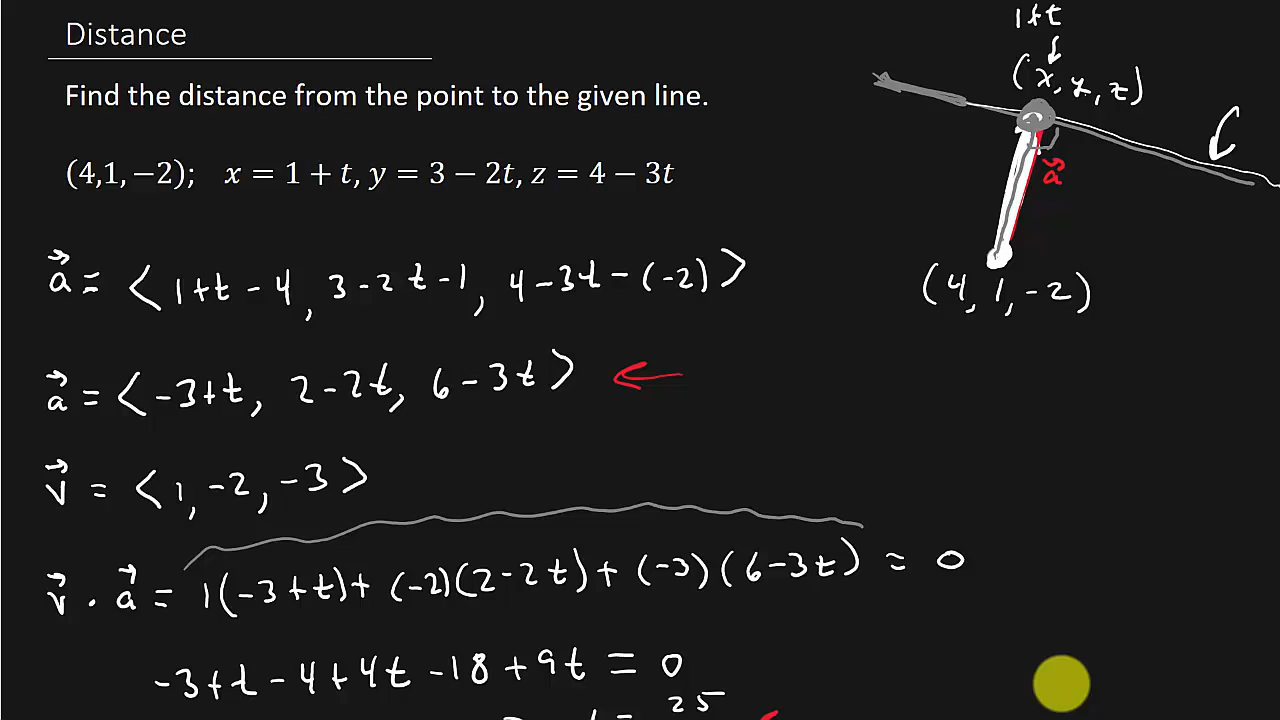 Distance
Find the distance from the point to the given line.
(4,1,−2); x = 1 + t, y = 3 − 2t, z = 4 − 3t
1+t
(x, y, z)
a⃗
(4, 1, -2)
a⃗ = ⟨1+t-4, 3-2t-1, 4-3t-(-2)⟩
a⃗ = ⟨-3+t, 2-2t, 6-3t⟩ ←
v⃗ = ⟨1, -2, -3⟩
v⃗ · a⃗ = 1(-3+t)+(-2)(2-2t)+(-3)(6-3t) = 0
-3+t-4+4t-18+9t = 0
t = 25